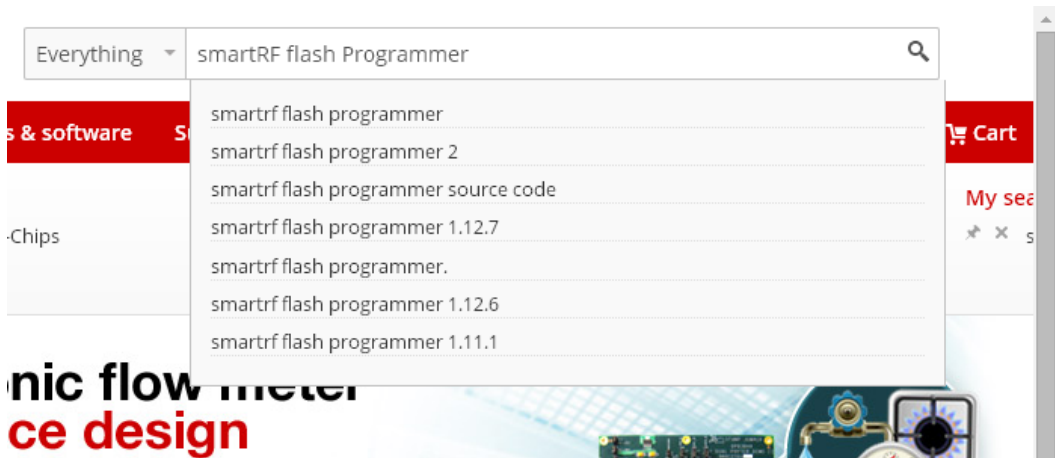 Everything smartRF flash Programmer
smartrf flash programmer
s & software S Cart
smartrf flash programmer 2
smartrf flash programmer source code
My sea
smartrf flash programmer 1.12.7
-Chips s
smartrf flash programmer.
smartrf flash programmer 1.12.6
smartrf flash programmer 1.11.1
nic flow meter
ce design